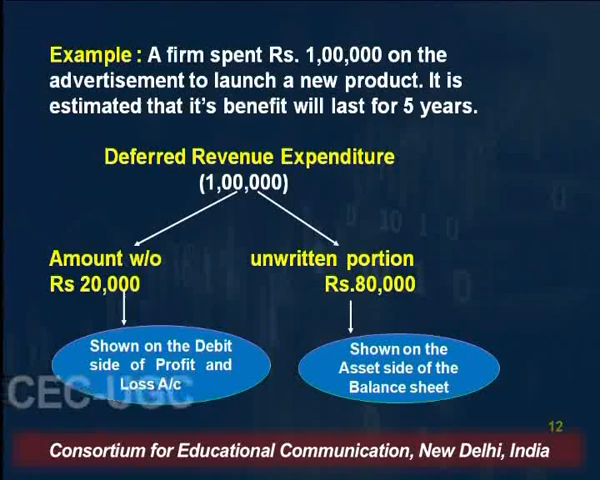 Example : A firm spent Rs. 1,00,000 on the
advertisement to launch a new product. It is
estimated that it's benefit will last for 5 years.
Deferred Revenue Expenditure
(1,00,000)
Amount w/o unwritten portion
Rs 20,000 Rs.80,000
Shown on the Debit
side of Profit and
Loss A/c
Shown on the
Asset side of the
Balance sheet
CEC-UGC
12
Consortium for Educational Communication, New Delhi, India